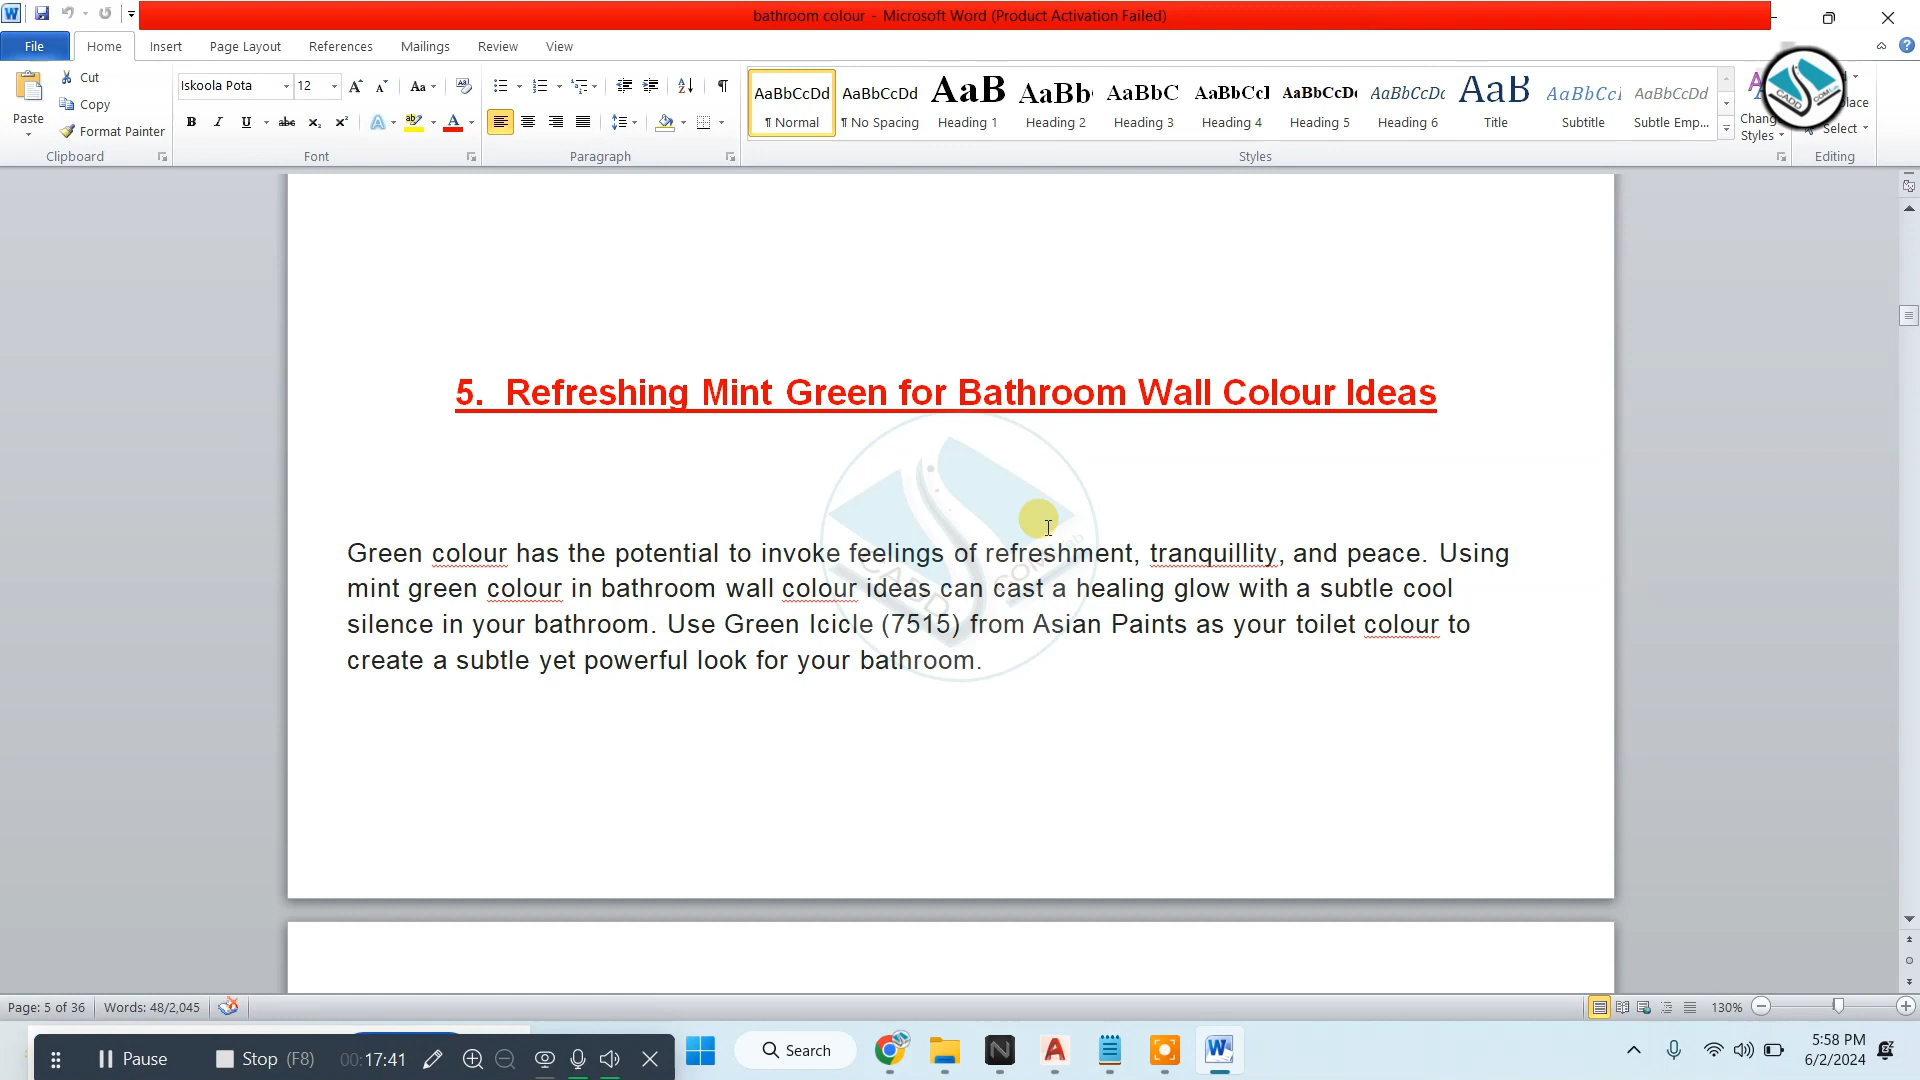 bathroom colour - Microsoft Word (Product Activation Failed)
File Home Insert Page Layout References Mailings Review View
Paste
Cut
Copy
Format Painter
Clipboard
Iskoola Pota 12
Font
Paragraph
AaBbCcDd AaBbCcDd AaB AaBb AaBbC AaBbCcI AaBbCcDc AaBbCcDc AaB AaBbCcI AaBbCcDd
¶ Normal ¶ No Spacing Heading 1 Heading 2 Heading 3 Heading 4 Heading 5 Heading 6 Title Subtitle Subtle Emp...
Styles
Styles
Select
Editing
CADD
5. Refreshing Mint Green for Bathroom Wall Colour Ideas
Green colour has the potential to invoke feelings of refreshment, tranquillity, and peace. Using
mint green colour in bathroom wall colour ideas can cast a healing glow with a subtle cool
silence in your bathroom. Use Green Icicle (7515) from Asian Paints as your toilet colour to
create a subtle yet powerful look for your bathroom.
Page: 5 of 36 Words: 48/2,045 130%
Pause Stop (F8) 00:17:41
Search
5:58 PM
6/2/2024